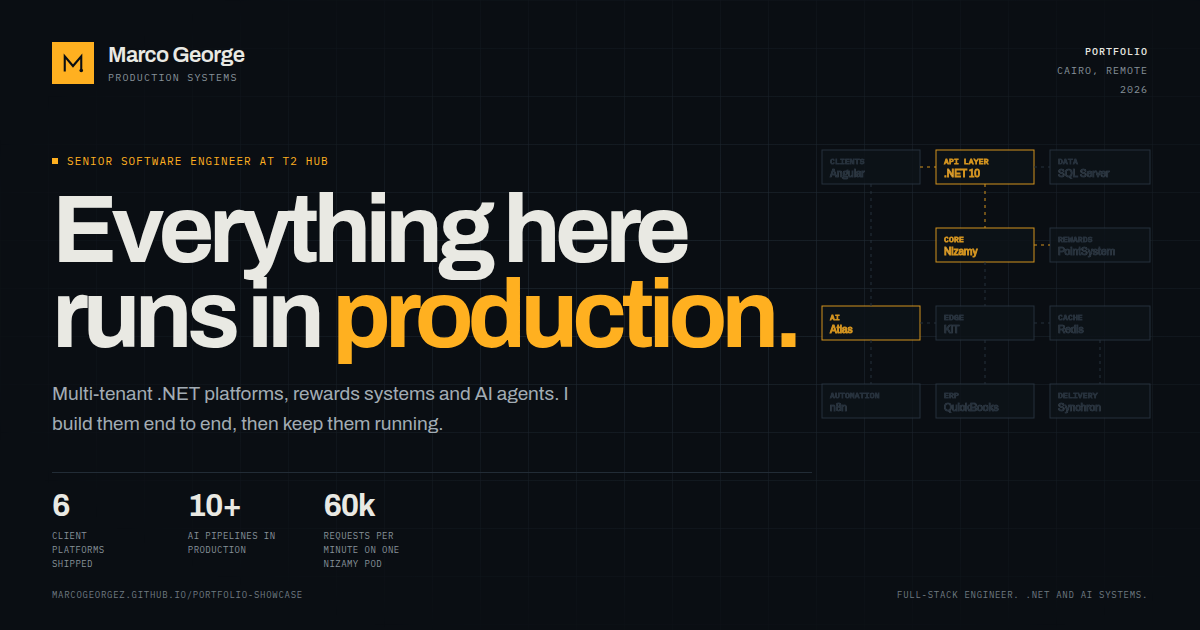 M
Marco George
PRODUCTION SYSTEMS
PORTFOLIO
CAIRO, REMOTE
2026
SENIOR SOFTWARE ENGINEER AT T2 HUB
Everything here
runs in production.
Multi-tenant .NET platforms, rewards systems and AI agents. I
build them end to end, then keep them running.
CLIENTS
Angular
API LAYER
.NET 10
DATA
SQL Server
CORE
Nizamy
REWARDS
PointSystem
AI
Atlas
EDGE
KIT
CACHE
Redis
AUTOMATION
n8n
ERP
QuickBooks
DELIVERY
Synchron
6
CLIENT
PLATFORMS
SHIPPED
10+
AI PIPELINES IN
PRODUCTION
60k
REQUESTS PER
MINUTE ON ONE
NIZAMY POD
MARCOGEORGEZ.GITHUB.IO/PORTFOLIO-SHOWCASE
FULL-STACK ENGINEER. .NET AND AI SYSTEMS.